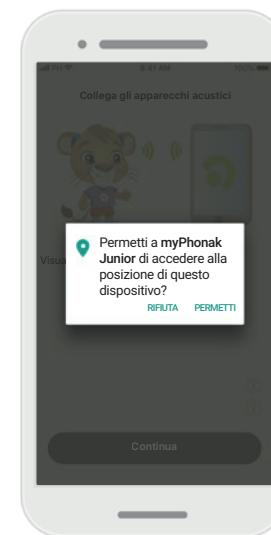 9:41 AM
100%
Collega gli apparecchi acustici
Visua
Permetti a myPhonak
Junior di accedere alla
posizione di questo
dispositivo?
RIFIUTA PERMETTI
Continua